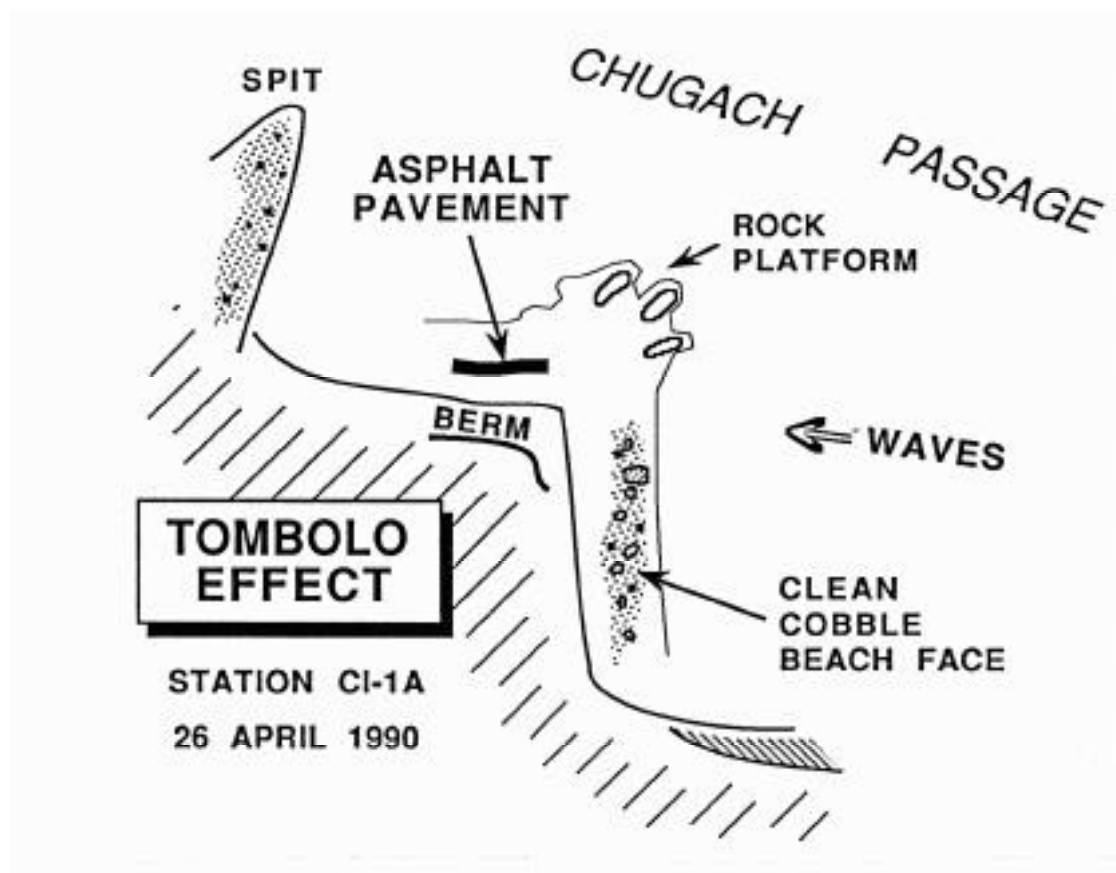 SPIT
CHUGACH PASSAGE
ASPHALT
PAVEMENT
ROCK
PLATFORM
BERM
WAVES
TOMBOLO
EFFECT
CLEAN
COBBLE
BEACH FACE
STATION CI-1A
26 APRIL 1990